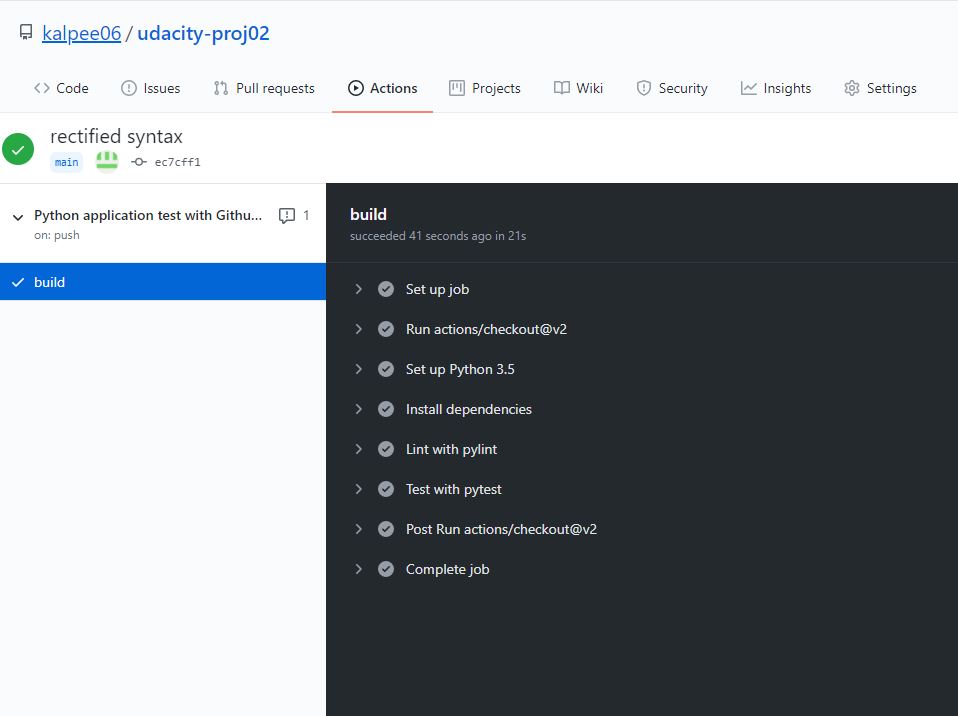 kalpee06 / udacity-proj02
Code Issues Pull requests Actions Projects Wiki Security Insights Settings
rectified syntax
main ec7cff1
Python application test with Githu... 1
on: push
build
build
succeeded 41 seconds ago in 21s
Set up job
Run actions/checkout@v2
Set up Python 3.5
Install dependencies
Lint with pylint
Test with pytest
Post Run actions/checkout@v2
Complete job